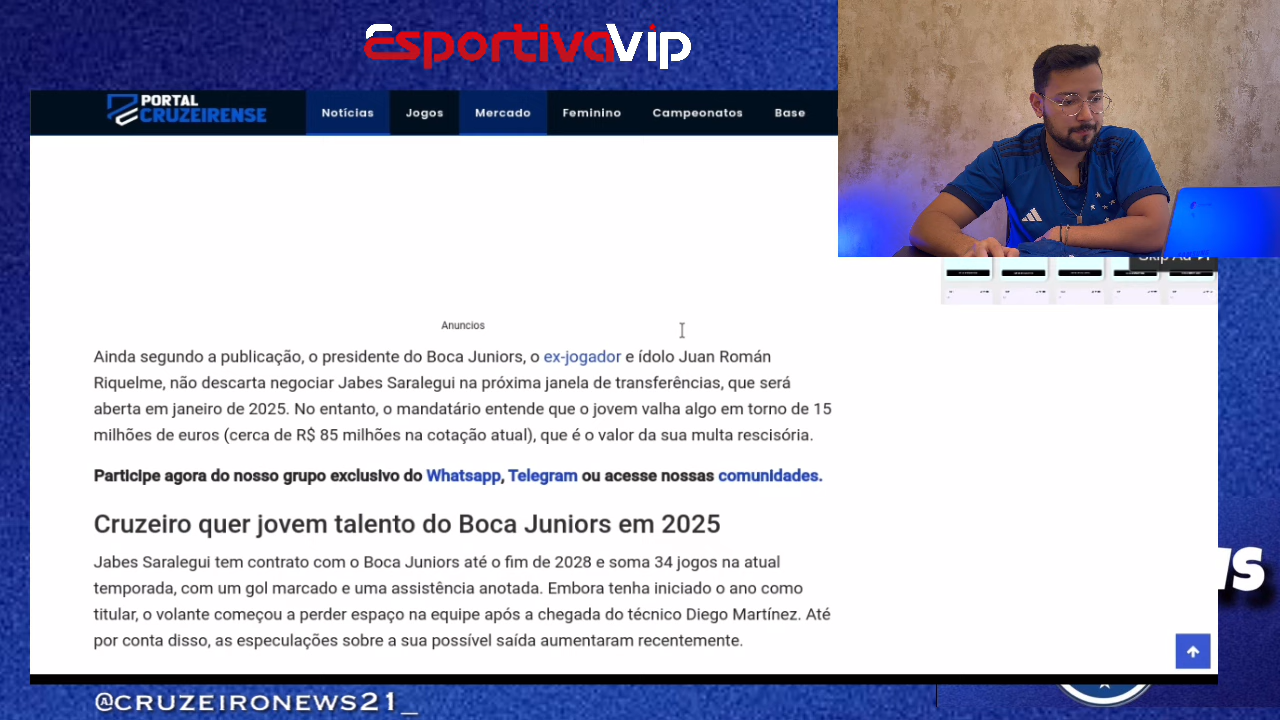 EsportivaVip
PORTAL
CRUZEIRENSE
Notícias Jogos Mercado Feminino Campeonatos Base
Skip Ad
Anuncios
Ainda segundo a publicação, o presidente do Boca Juniors, o ex-jogador e ídolo Juan Román
Riquelme, não descarta negociar Jabes Saralegui na próxima janela de transferências, que será
aberta em janeiro de 2025. No entanto, o mandatário entende que o jovem valha algo em torno de 15
milhões de euros (cerca de R$ 85 milhões na cotação atual), que é o valor da sua multa rescisória.
Participe agora do nosso grupo exclusivo do Whatsapp, Telegram ou acesse nossas comunidades.
Cruzeiro quer jovem talento do Boca Juniors em 2025
Jabes Saralegui tem contrato com o Boca Juniors até o fim de 2028 e soma 34 jogos na atual
temporada, com um gol marcado e uma assistência anotada. Embora tenha iniciado o ano como
titular, o volante começou a perder espaço na equipe após a chegada do técnico Diego Martínez. Até
por conta disso, as especulações sobre a sua possível saída aumentaram recentemente.
@CRUZEIRONEWS21_